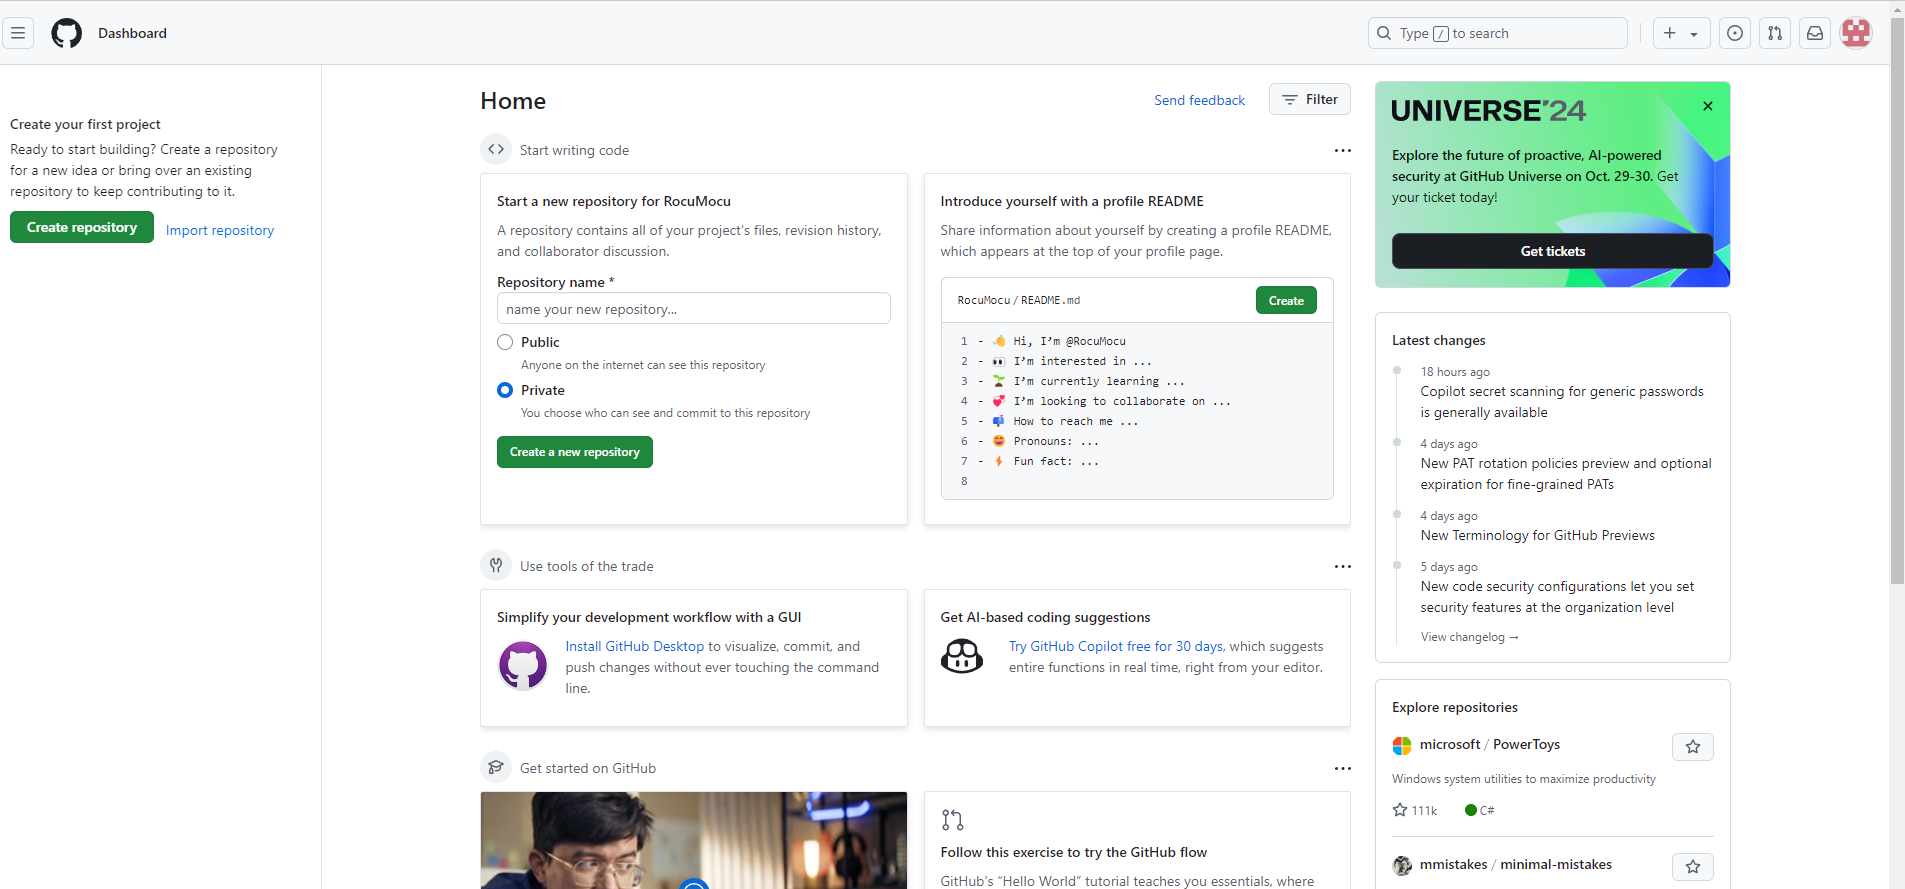 Dashboard
Type / to search
Create your first project
Ready to start building? Create a repository
for a new idea or bring over an existing
repository to keep contributing to it.
Create repository
Import repository
Home
Send feedback
Filter
Start writing code
Start a new repository for RocuMocu
A repository contains all of your project's files, revision history,
and collaborator discussion.
Repository name *
name your new repository...
Public
Anyone on the internet can see this repository
Private
You choose who can see and commit to this repository
Create a new repository
Introduce yourself with a profile README
Share information about yourself by creating a profile README,
which appears at the top of your profile page.
RocuMocu / README.md
Create
1 - 👋 Hi, I’m @RocuMocu
2 - 👀 I’m interested in ...
3 - 🌱 I’m currently learning ...
4 - 💞️ I’m looking to collaborate on ...
5 - 📫 How to reach me ...
6 - 😄 Pronouns: ...
7 - ⚡ Fun fact: ...
8
Use tools of the trade
Simplify your development workflow with a GUI
Install GitHub Desktop to visualize, commit, and
push changes without ever touching the command
line.
Get AI-based coding suggestions
Try GitHub Copilot free for 30 days, which suggests
entire functions in real time, right from your editor.
Get started on GitHub
Follow this exercise to try the GitHub flow
GitHub's “Hello World” tutorial teaches you essentials, where
UNIVERSE'24
Explore the future of proactive, AI-powered
security at GitHub Universe on Oct. 29-30. Get
your ticket today!
Get tickets
Latest changes
18 hours ago
Copilot secret scanning for generic passwords
is generally available
4 days ago
New PAT rotation policies preview and optional
expiration for fine-grained PATs
4 days ago
New Terminology for GitHub Previews
5 days ago
New code security configurations let you set
security features at the organization level
View changelog →
Explore repositories
microsoft / PowerToys
Windows system utilities to maximize productivity
111k
C#
mmistakes / minimal-mistakes